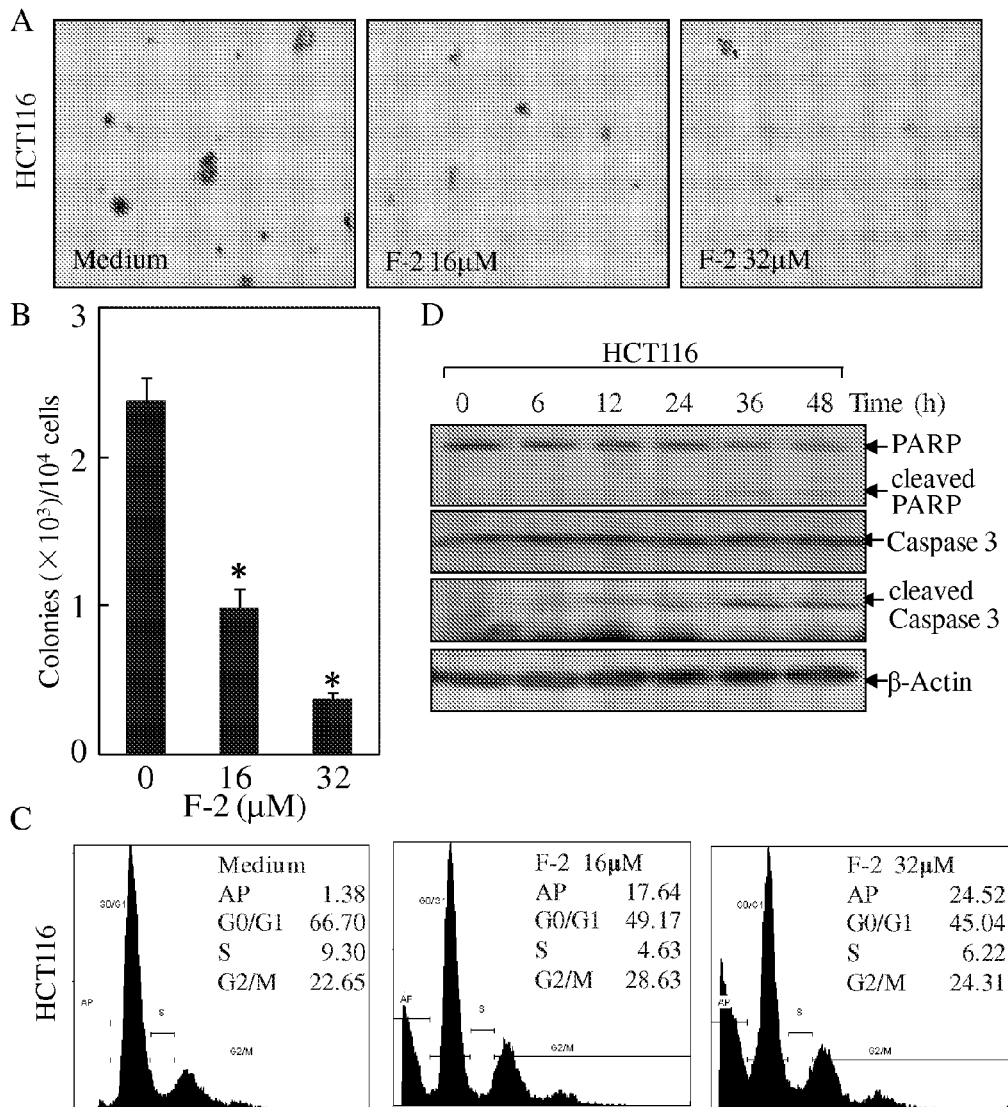 A
HCT116
Medium
F-2 16μM
F-2 32μM
B
3
2
1
0
Colonies (×10³)/10⁴ cells
*
*
0 16 32
F-2 (μM)
D
HCT116
0 6 12 24 36 48 Time (h)
PARP
cleaved
PARP
Caspase 3
cleaved
Caspase 3
β-Actin
C
HCT116
Medium
AP 1.38
G0/G1 66.70
S 9.30
G2/M 22.65
G0/G1
AP
S
G2/M
F-2 16μM
AP 17.64
G0/G1 49.17
S 4.63
G2/M 28.63
G0/G1
AP
S
G2/M
F-2 32μM
AP 24.52
G0/G1 45.04
S 6.22
G2/M 24.31
G0/G1
AP
S
G2/M